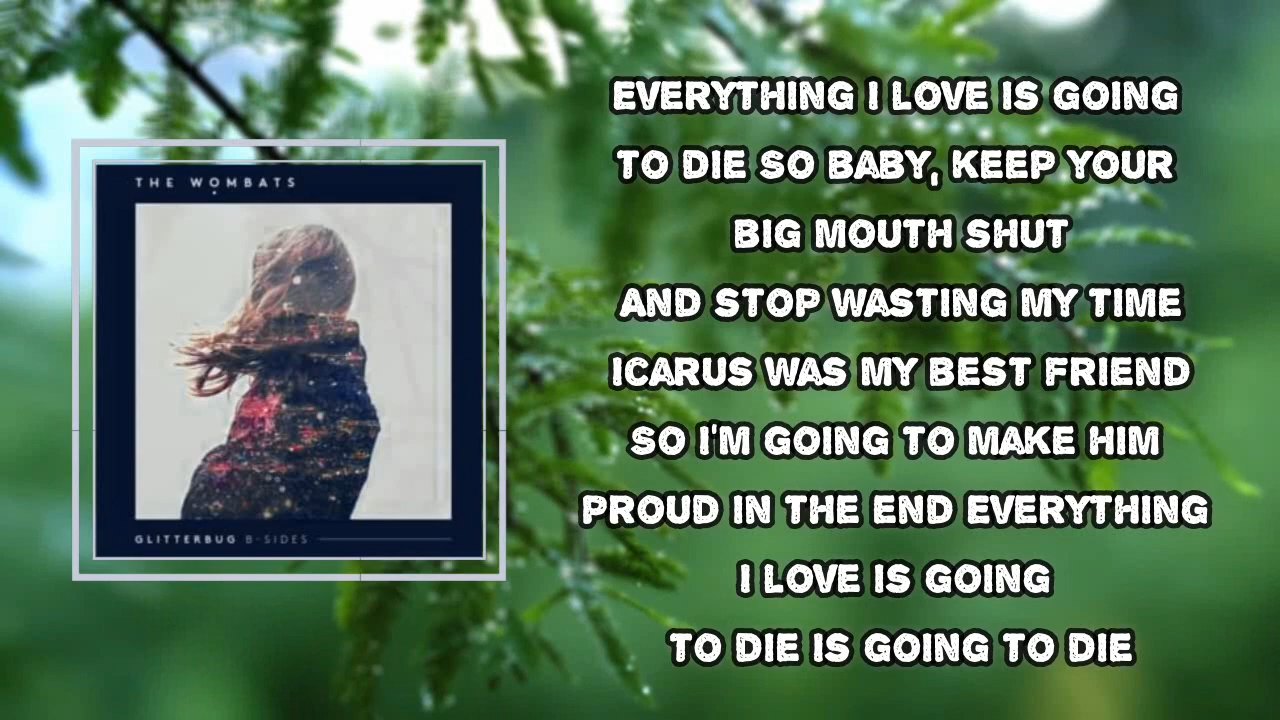 THE WOMBATS
GLITTERBUG B-SIDES
EVERYTHING I LOVE IS GOING
TO DIE SO BABY, KEEP YOUR
BIG MOUTH SHUT
AND STOP WASTING MY TIME
ICARUS WAS MY BEST FRIEND
SO I'M GOING TO MAKE HIM
PROUD IN THE END EVERYTHING
I LOVE IS GOING
TO DIE IS GOING TO DIE